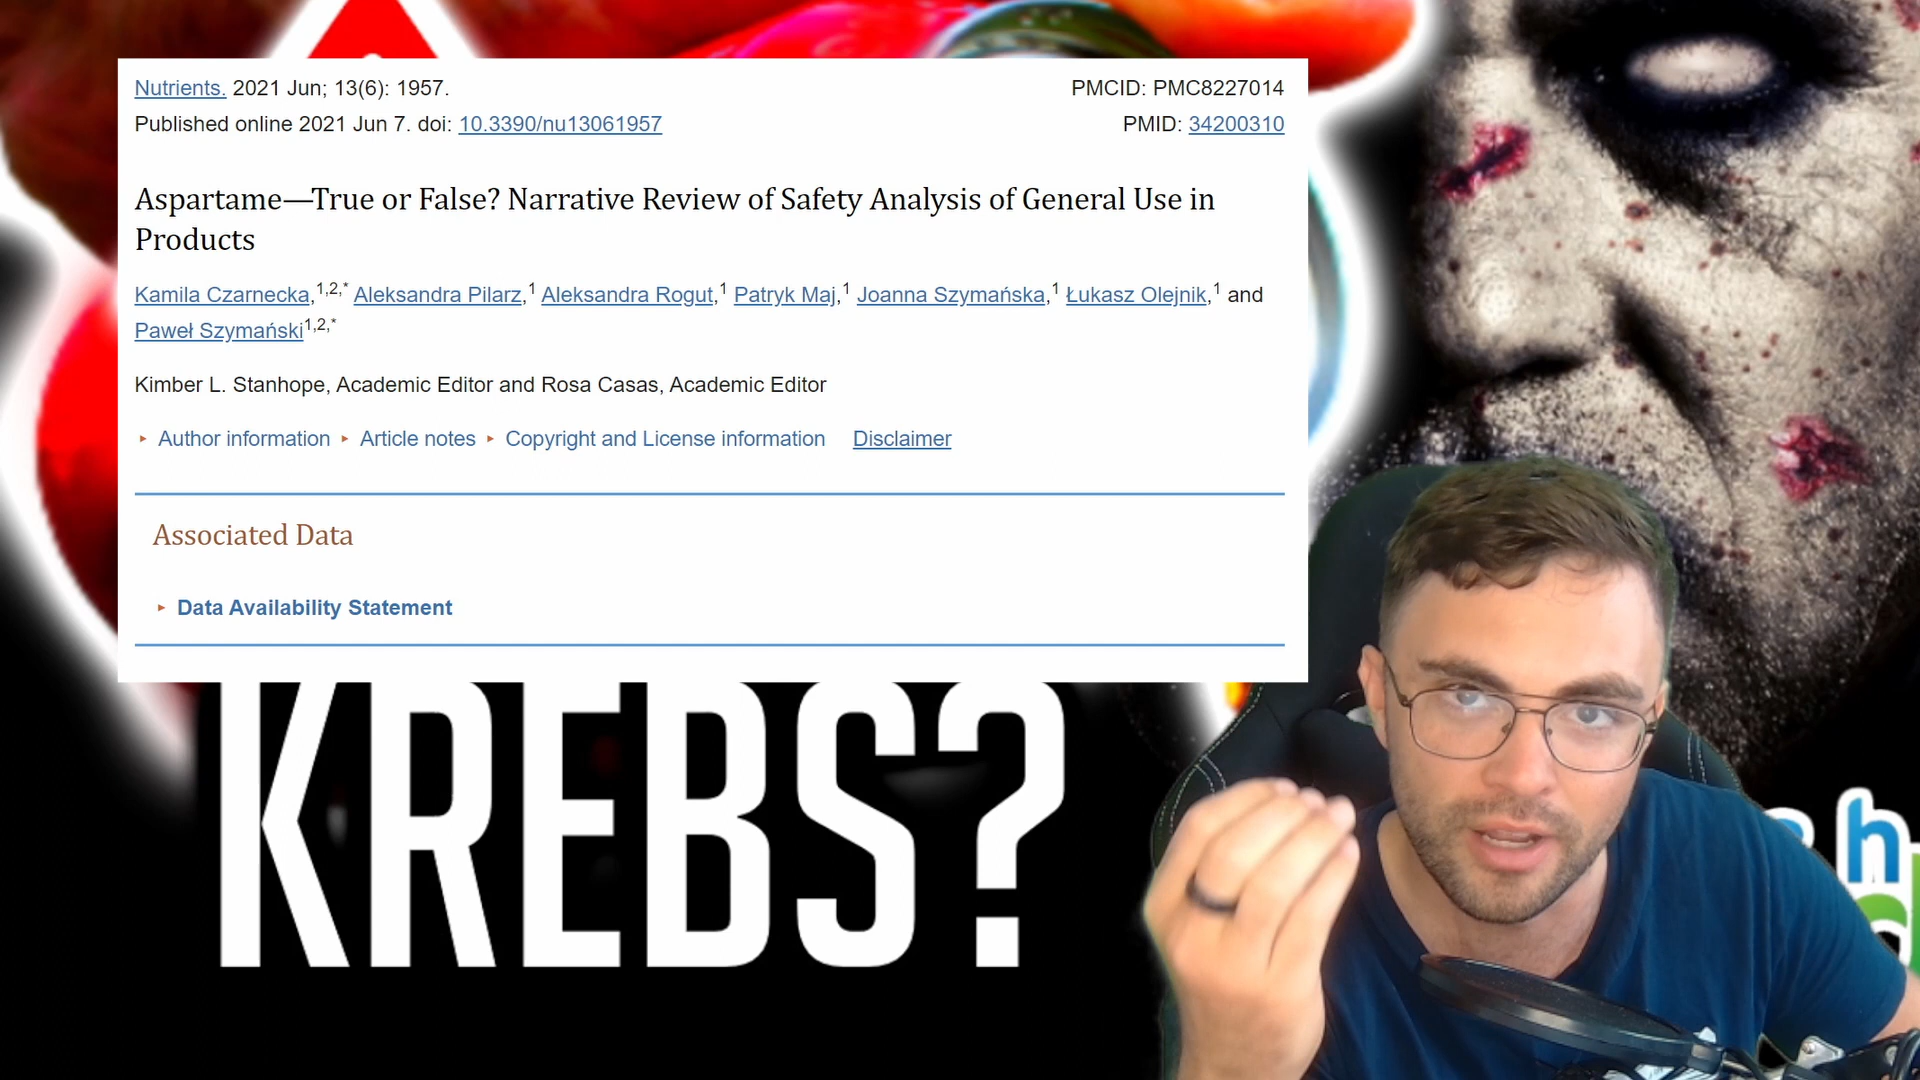 Nutrients. 2021 Jun; 13(6): 1957.
PMCID: PMC8227014
Published online 2021 Jun 7. doi: 10.3390/nu13061957
PMID: 34200310
Aspartame—True or False? Narrative Review of Safety Analysis of General Use in
Products
Kamila Czarnecka,1,2,* Aleksandra Pilarz,1 Aleksandra Rogut,1 Patryk Maj,1 Joanna Szymańska,1 Łukasz Olejnik,1 and
Paweł Szymański1,2,*
Kimber L. Stanhope, Academic Editor and Rosa Casas, Academic Editor
▸ Author information ▸ Article notes ▸ Copyright and License information Disclaimer
Associated Data
▸ Data Availability Statement
KREBS?